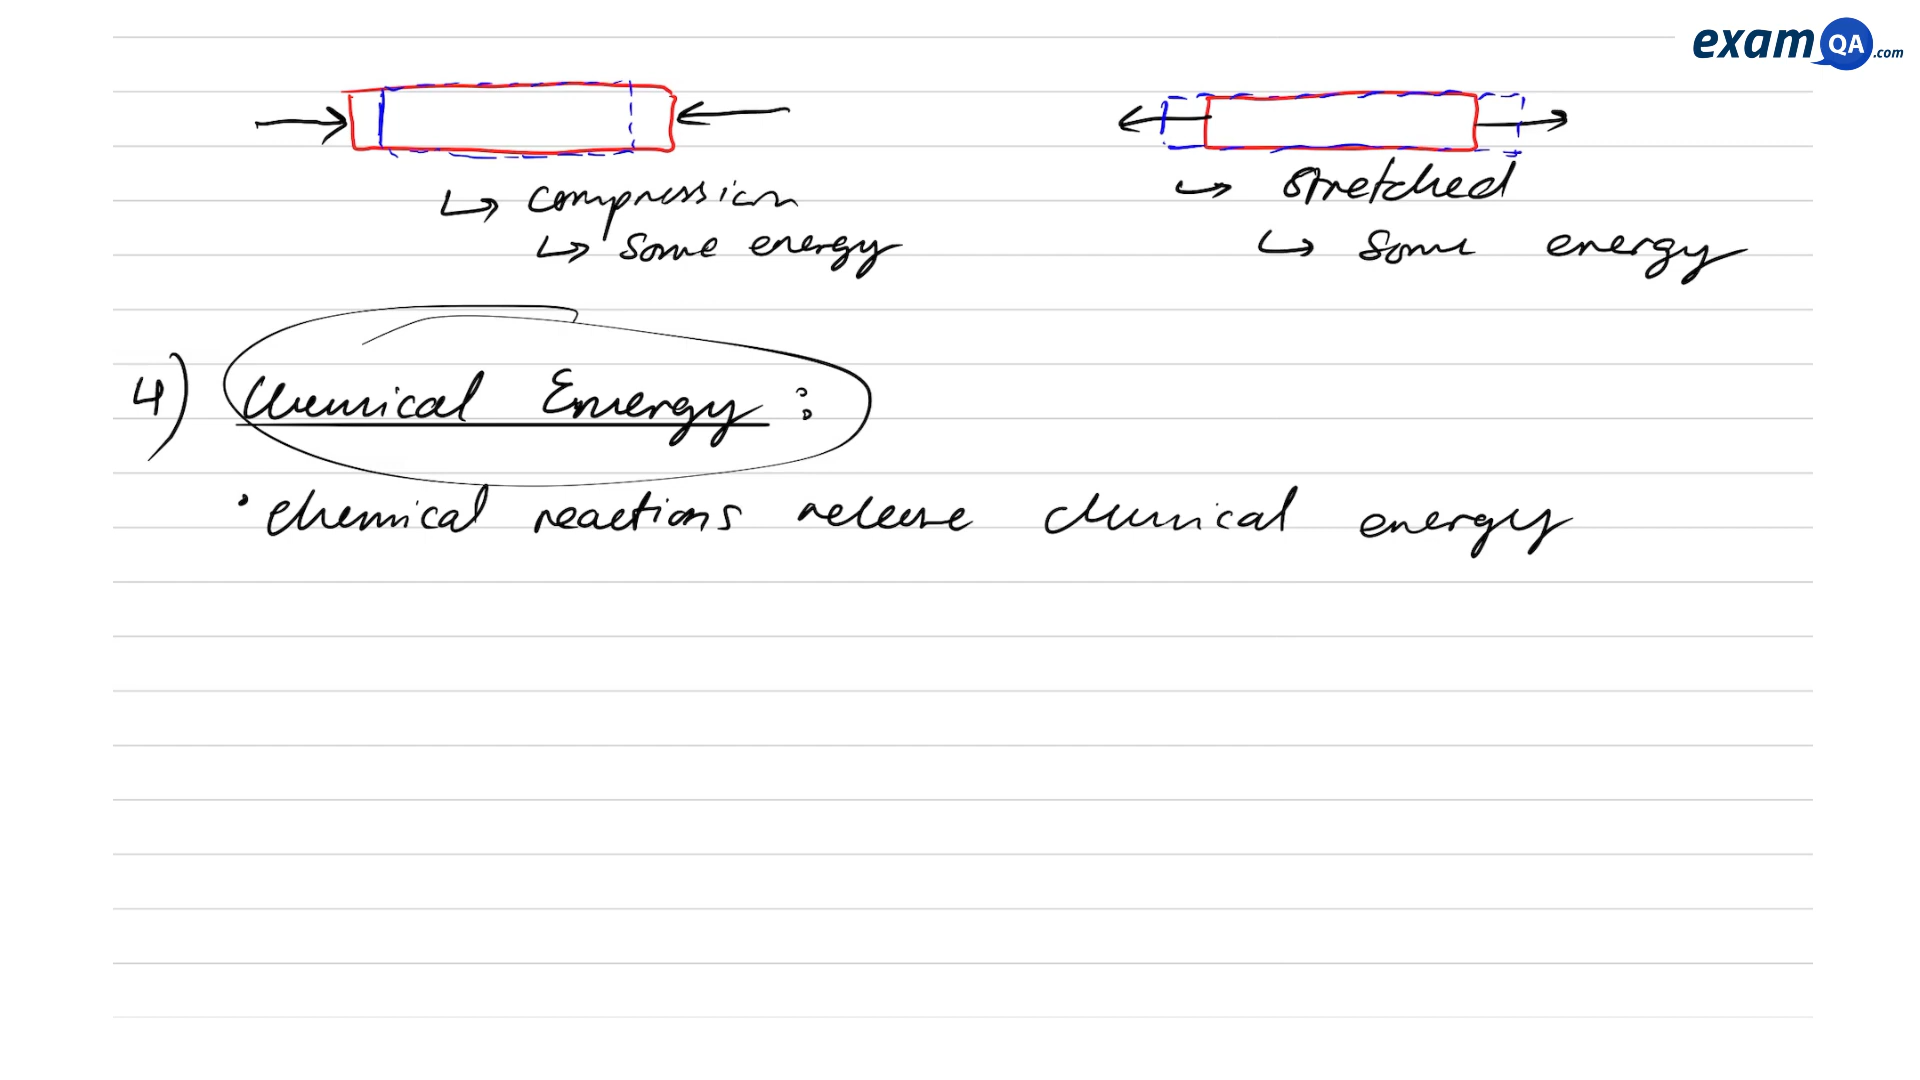 examQA.com
↳ compression
↳ some energy
↳ stretched
↳ some energy
4) Chemical Energy :
• chemical reactions release chemical energy